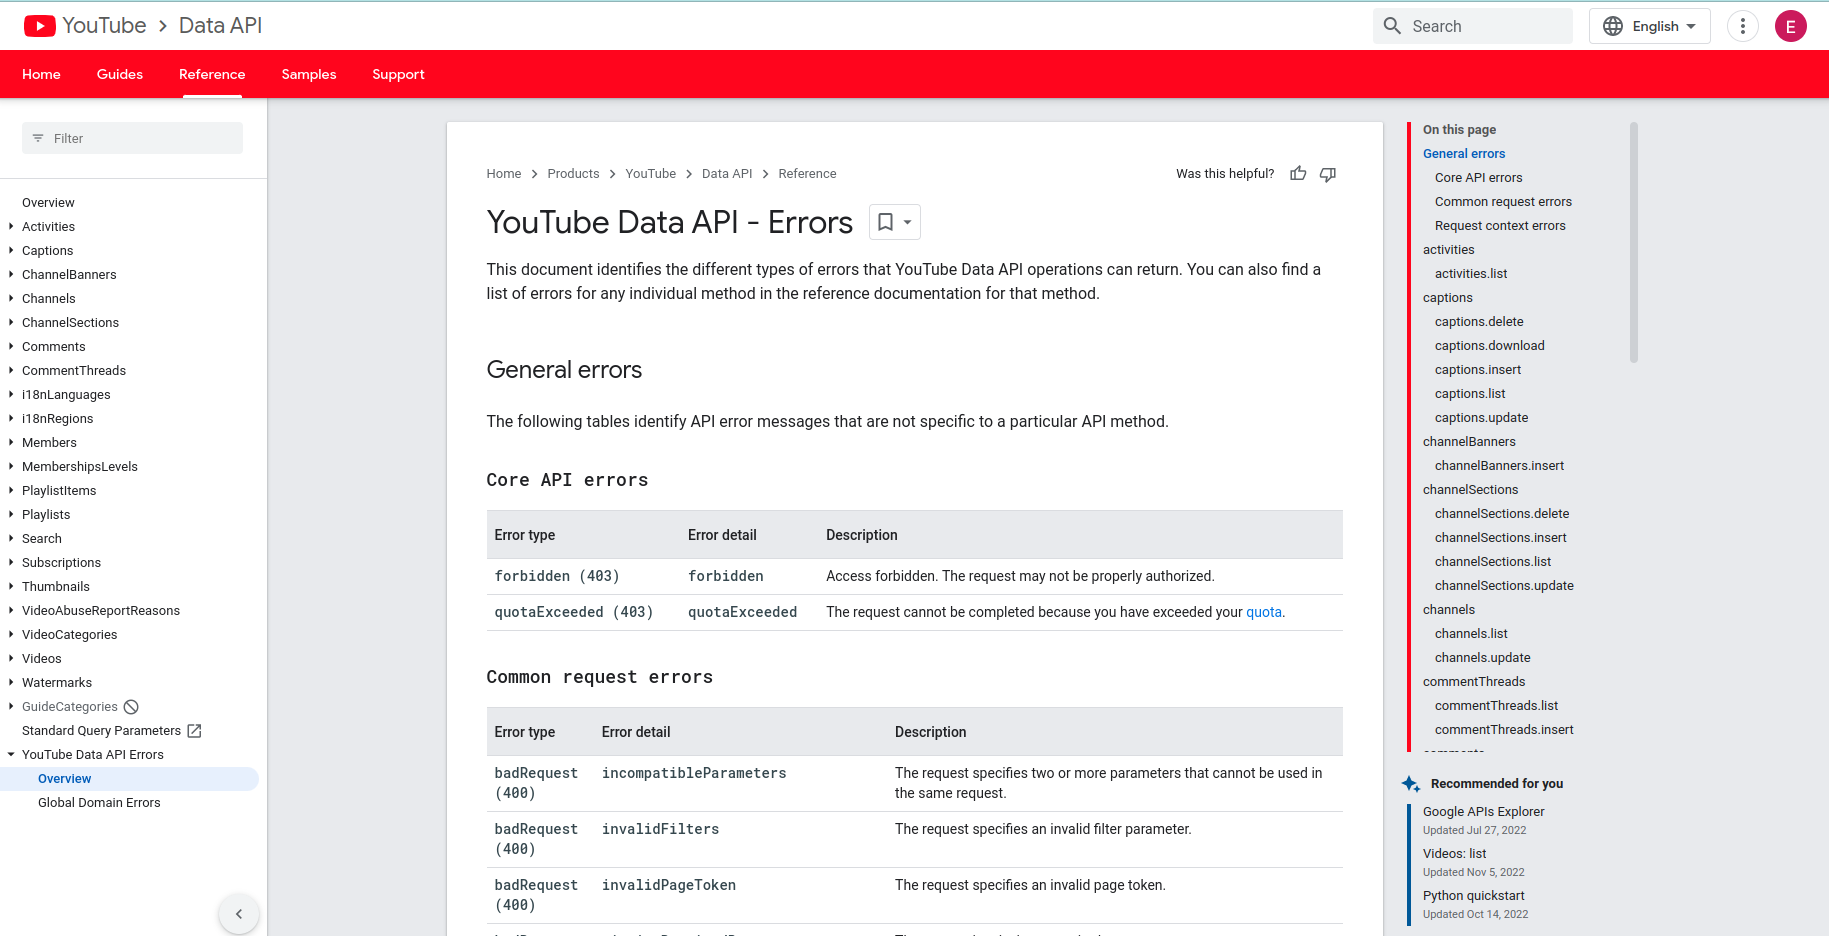 YouTube > Data API
Search
English
E
Home Guides Reference Samples Support
Filter
Overview
Activities
Captions
ChannelBanners
Channels
ChannelSections
Comments
CommentThreads
i18nLanguages
i18nRegions
Members
MembershipsLevels
PlaylistItems
Playlists
Search
Subscriptions
Thumbnails
VideoAbuseReportReasons
VideoCategories
Videos
Watermarks
GuideCategories
Standard Query Parameters
YouTube Data API Errors
Overview
Global Domain Errors
Home > Products > YouTube > Data API > Reference
Was this helpful?
YouTube Data API - Errors
This document identifies the different types of errors that YouTube Data API operations can return. You can also find a
list of errors for any individual method in the reference documentation for that method.
General errors
The following tables identify API error messages that are not specific to a particular API method.
Core API errors
Error type Error detail Description
forbidden (403) forbidden Access forbidden. The request may not be properly authorized.
quotaExceeded (403) quotaExceeded The request cannot be completed because you have exceeded your quota.
Common request errors
Error type Error detail Description
badRequest incompatibleParameters The request specifies two or more parameters that cannot be used in
(400) the same request.
badRequest invalidFilters The request specifies an invalid filter parameter.
(400)
badRequest invalidPageToken The request specifies an invalid page token.
(400)
On this page
General errors
Core API errors
Common request errors
Request context errors
activities
activities.list
captions
captions.delete
captions.download
captions.insert
captions.list
captions.update
channelBanners
channelBanners.insert
channelSections
channelSections.delete
channelSections.insert
channelSections.list
channelSections.update
channels
channels.list
channels.update
commentThreads
commentThreads.list
commentThreads.insert
comments
Recommended for you
Google APIs Explorer
Updated Jul 27, 2022
Videos: list
Updated Nov 5, 2022
Python quickstart
Updated Oct 14, 2022